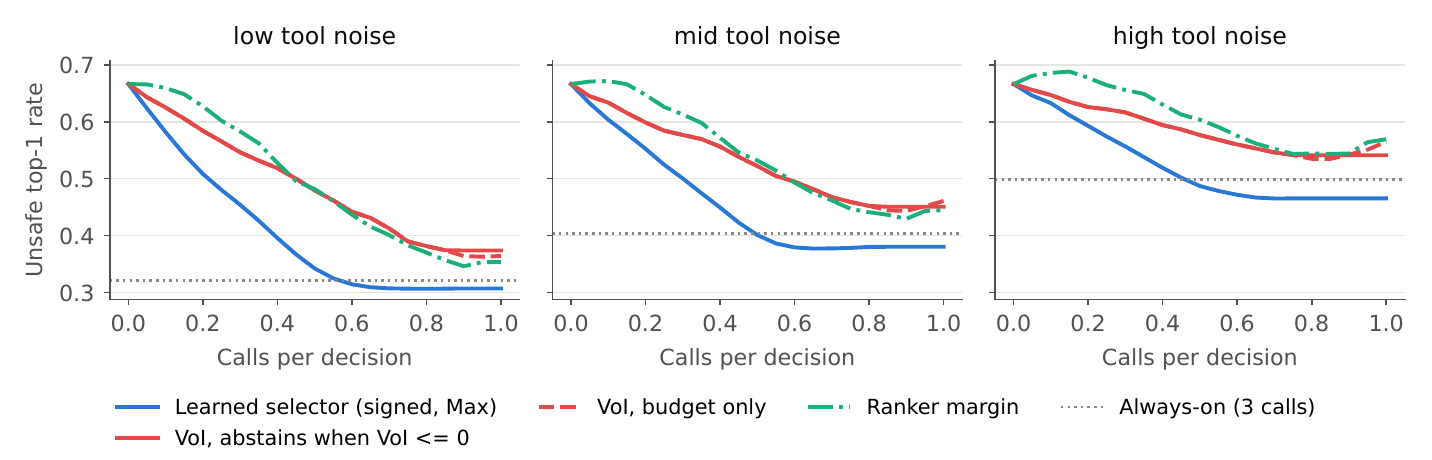 low tool noise
mid tool noise
high tool noise
Unsafe top-1 rate
0.7
0.6
0.5
0.4
0.3
0.0 0.2 0.4 0.6 0.8 1.0
0.0 0.2 0.4 0.6 0.8 1.0
0.0 0.2 0.4 0.6 0.8 1.0
Calls per decision
Calls per decision
Calls per decision
Learned selector (signed, Max)
VoI, budget only
Ranker margin
Always-on (3 calls)
VoI, abstains when VoI <= 0